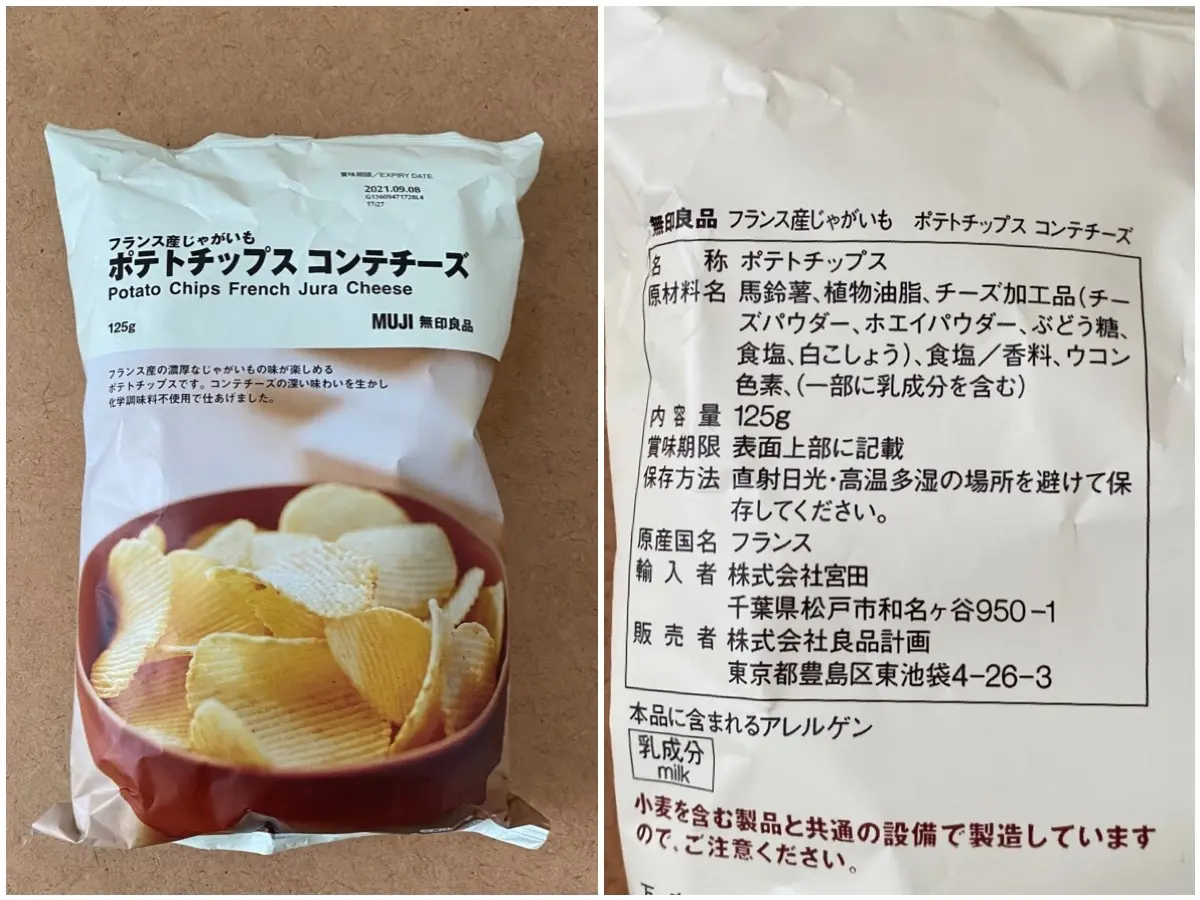 賞味期限/EXPIRY DATE
2021.09.08
17:27
フランス産じゃがいも
ポテトチップス コンテチーズ
Potato Chips French Jura Cheese
125g
MUJI 無印良品
フランス産の濃厚なじゃがいもの味が楽しめる
ポテトチップスです。コンテチーズの深い味わいを生かし
化学調味料不使用で仕あげました。
無印良品 フランス産じゃがいも ポテトチップス コンテチーズ
名称 ポテトチップス
原材料名 馬鈴薯、植物油脂、チーズ加工品(チー
ズパウダー、ホエイパウダー、ぶどう糖、
食塩、白こしょう)、食塩/香料、ウコン
色素、(一部に乳成分を含む)
内容量 125g
賞味期限 表面上部に記載
保存方法 直射日光・高温多湿の場所を避けて保
存してください。
原産国名 フランス
輸入者 株式会社宮田
千葉県松戸市和名ヶ谷950-1
販売者 株式会社良品計画
東京都豊島区東池袋4-26-3
本品に含まれるアレルゲン
乳成分
milk
小麦を含む製品と共通の設備で製造しています
ので、ご注意ください。